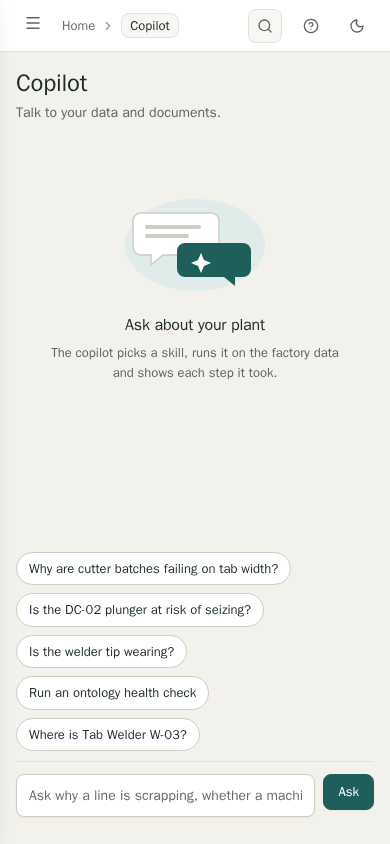 Home
Copilot
Copilot
Talk to your data and documents.
Ask about your plant
The copilot picks a skill, runs it on the factory data
and shows each step it took.
Why are cutter batches failing on tab width?
Is the DC-02 plunger at risk of seizing?
Is the welder tip wearing?
Run an ontology health check
Where is Tab Welder W-03?
Ask why a line is scrapping, whether a machi
Ask